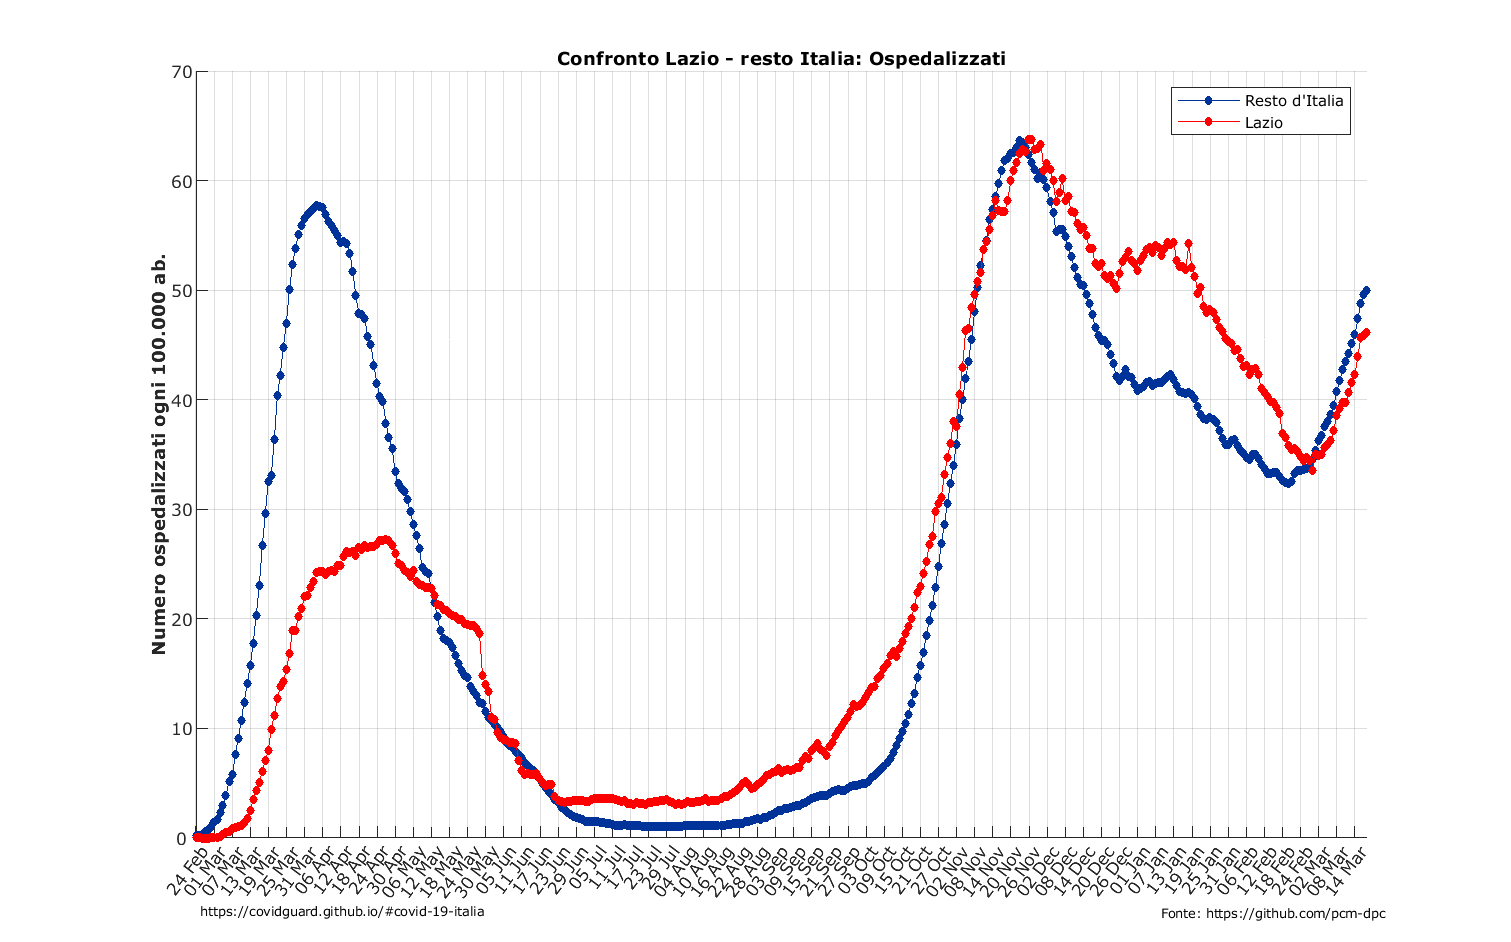 Confronto Lazio - resto Italia: Ospedalizzati
Resto d'Italia
Lazio
Numero ospedalizzati ogni 100.000 ab.
70
60
50
40
30
20
10
0
24 Feb
01 Mar
07 Mar
13 Mar
19 Mar
25 Mar
31 Mar
06 Apr
12 Apr
18 Apr
24 Apr
30 Apr
06 May
12 May
18 May
24 May
30 May
05 Jun
11 Jun
17 Jun
23 Jun
29 Jun
05 Jul
11 Jul
17 Jul
23 Jul
29 Jul
04 Aug
10 Aug
16 Aug
22 Aug
28 Aug
03 Sep
09 Sep
15 Sep
21 Sep
27 Sep
03 Oct
09 Oct
15 Oct
21 Oct
27 Oct
02 Nov
08 Nov
14 Nov
20 Nov
26 Nov
02 Dec
08 Dec
14 Dec
20 Dec
26 Dec
01 Jan
07 Jan
13 Jan
19 Jan
25 Jan
31 Jan
06 Feb
12 Feb
18 Feb
24 Feb
02 Mar
08 Mar
14 Mar
https://covidguard.github.io/#covid-19-italia
Fonte: https://github.com/pcm-dpc